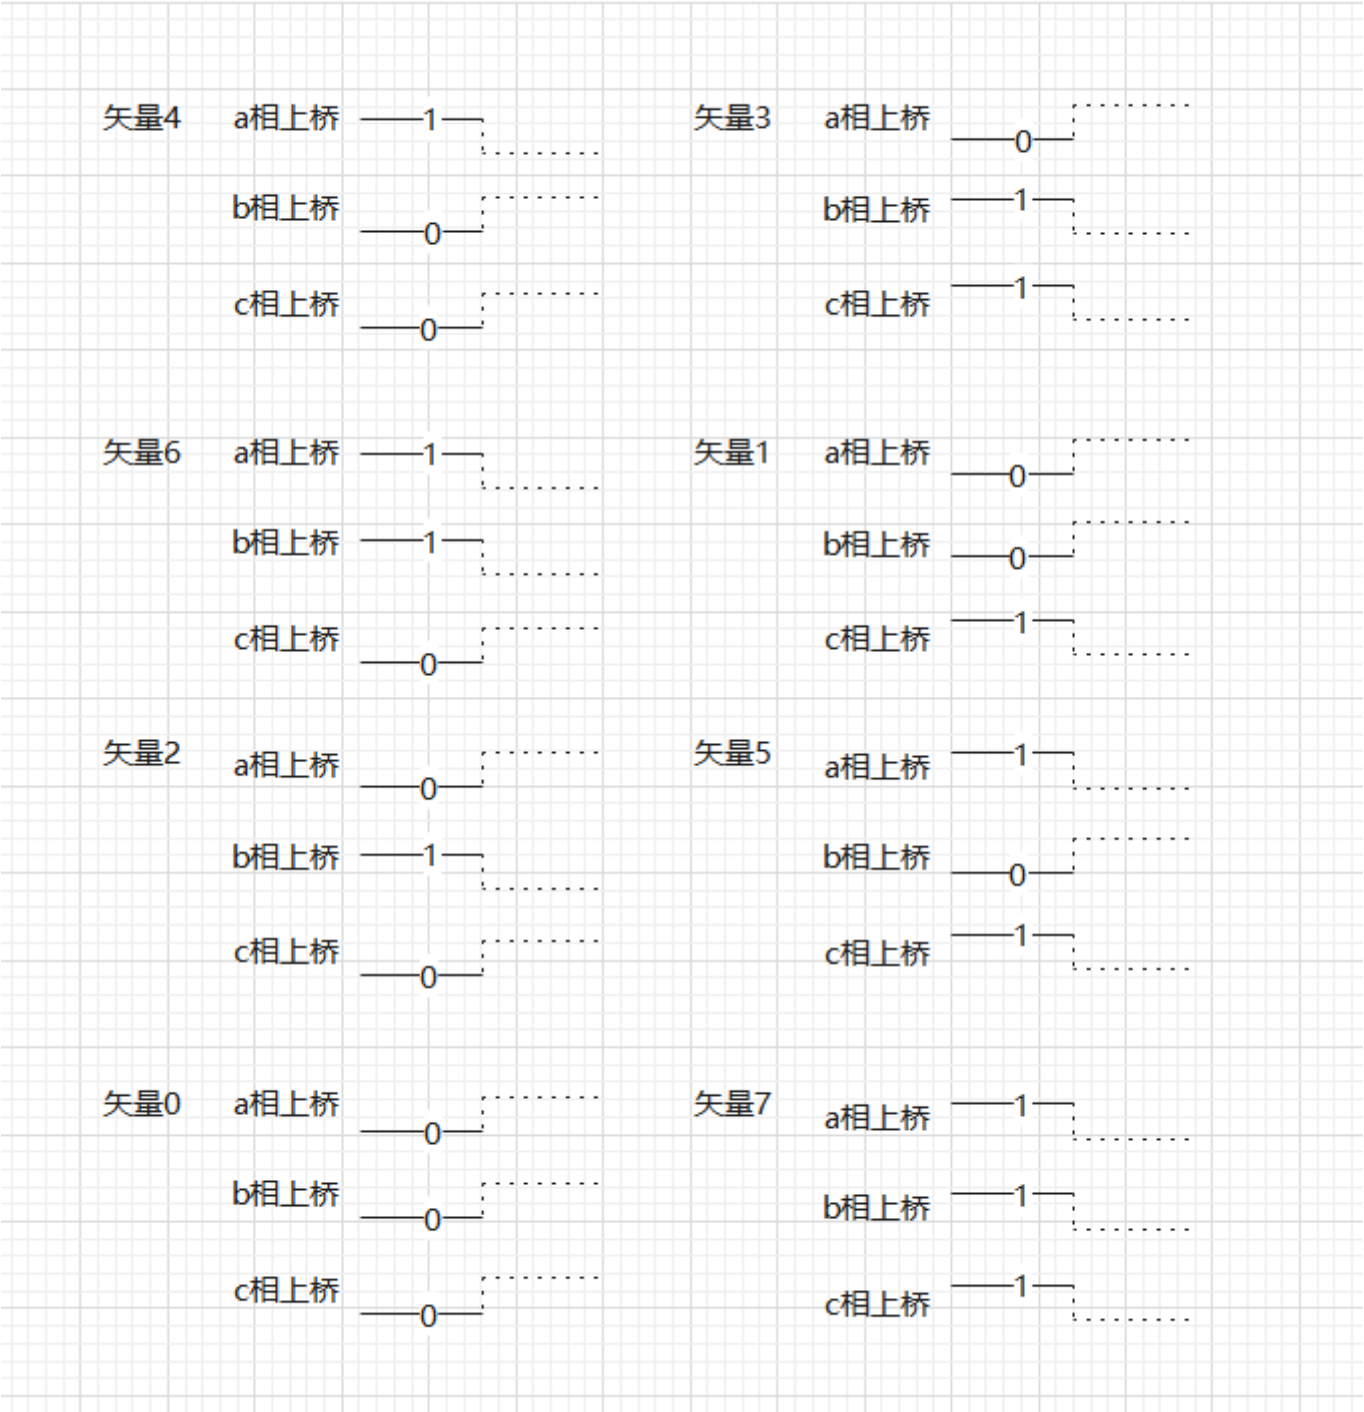 矢量4 a相上桥 1
b相上桥 0
c相上桥 0
矢量3 a相上桥 0
b相上桥 1
c相上桥 1
矢量6 a相上桥 1
b相上桥 1
c相上桥 0
矢量1 a相上桥 0
b相上桥 0
c相上桥 1
矢量2 a相上桥 0
b相上桥 1
c相上桥 0
矢量5 a相上桥 1
b相上桥 0
c相上桥 1
矢量0 a相上桥 0
b相上桥 0
c相上桥 0
矢量7 a相上桥 1
b相上桥 1
c相上桥 1